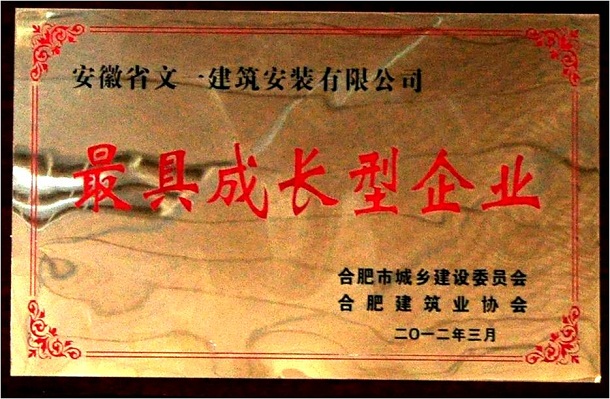 安徽省文一建筑安装有限公司
最具成长型企业
合肥市城乡建设委员会
合肥建筑业协会
二〇一二年三月